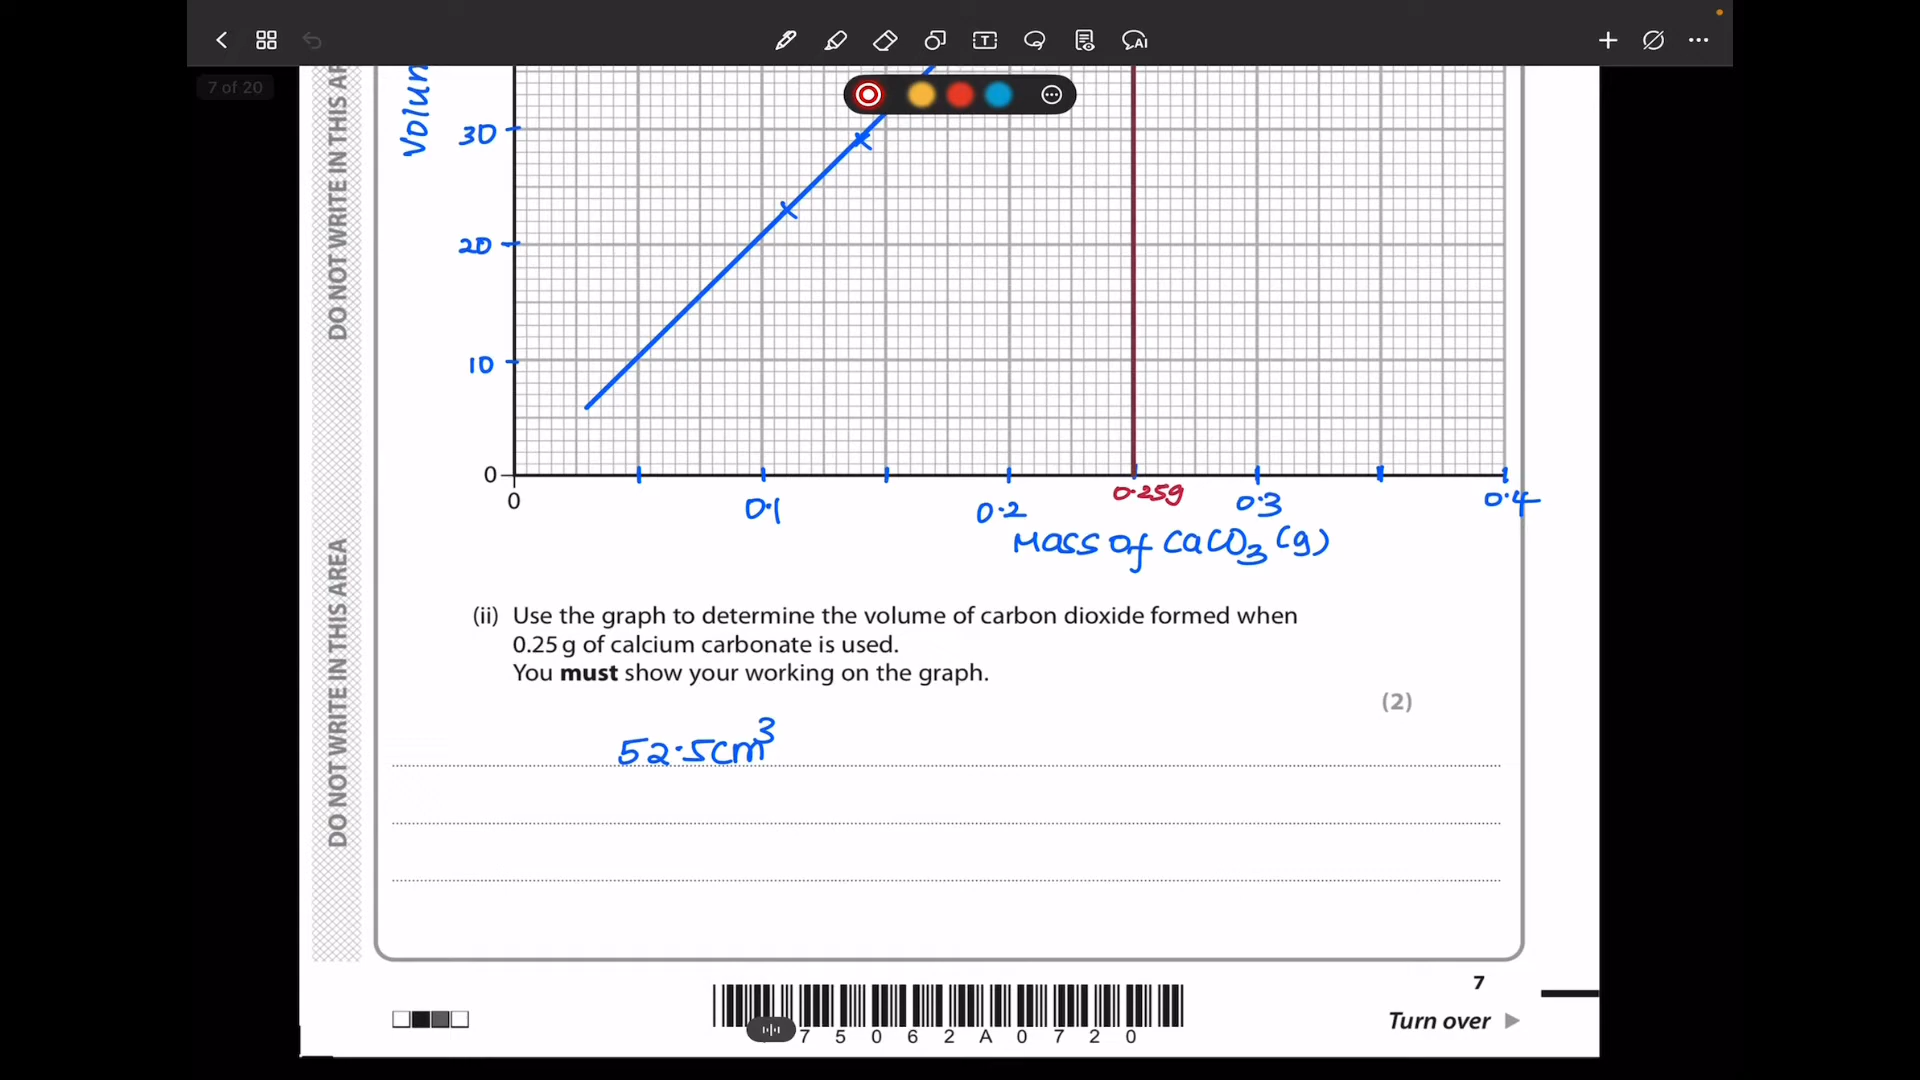 AI
7 of 20
DO NOT WRITE IN THIS AR
Volum
30
20
10
0
0
0.1
0.2
0.25g
0.3
0.4
Mass of CaCO3 (g)
(ii) Use the graph to determine the volume of carbon dioxide formed when
0.25 g of calcium carbonate is used.
You must show your working on the graph.
(2)
52.5cm³
DO NOT WRITE IN THIS AREA
7
7 5 0 6 2 A 0 7 2 0
Turn over